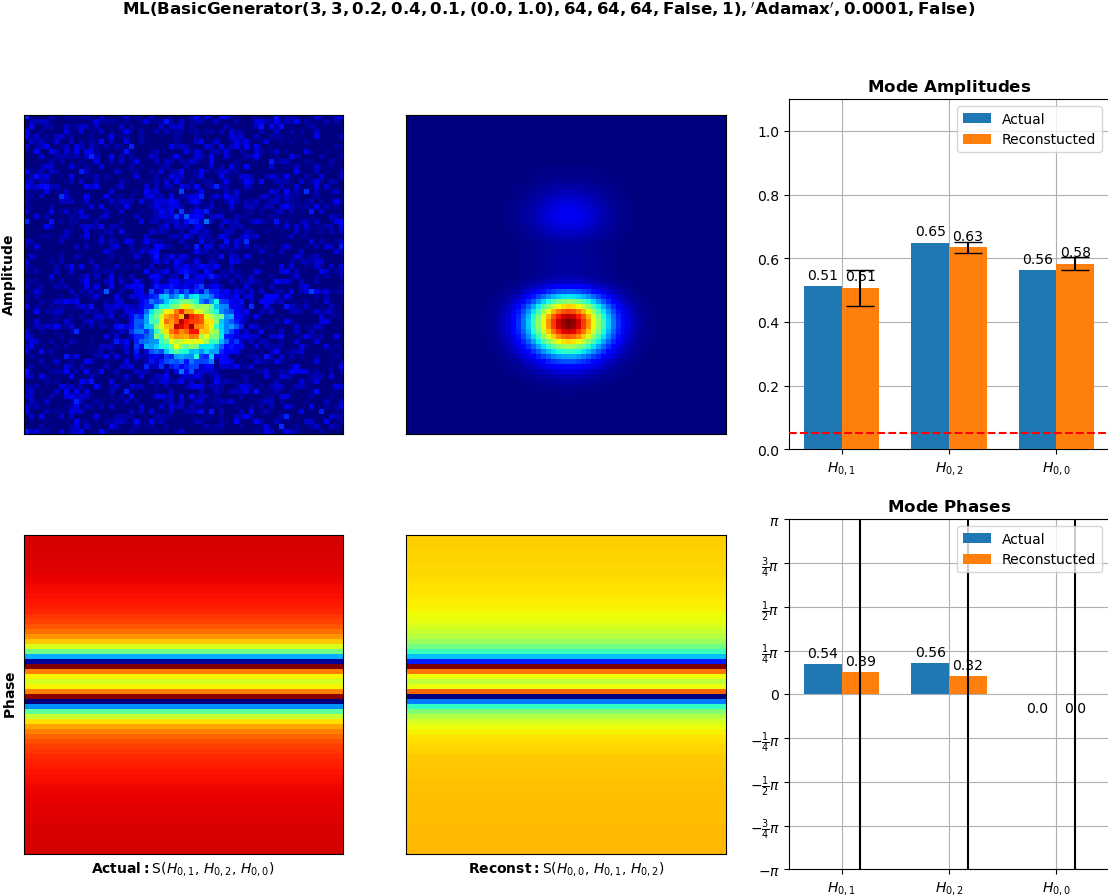 ML(BasicGenerator(3, 3, 0.2, 0.4, 0.1, (0.0, 1.0), 64, 64, 64, False, 1), 'Adamax', 0.0001, False)
Amplitude
Mode Amplitudes
Actual
Reconstucted
1.0
0.8
0.6
0.4
0.2
0.0
0.51
0.51
0.65
0.63
0.56
0.58
H0,1
H0,2
H0,0
Phase
Actual: S(H0,1, H0,2, H0,0)
Reconst: S(H0,0, H0,1, H0,2)
Mode Phases
Actual
Reconstucted
π
3/4π
1/2π
1/4π
0
−1/4π
−1/2π
−3/4π
−π
0.54
0.39
0.56
0.32
0.0
0.0
H0,1
H0,2
H0,0